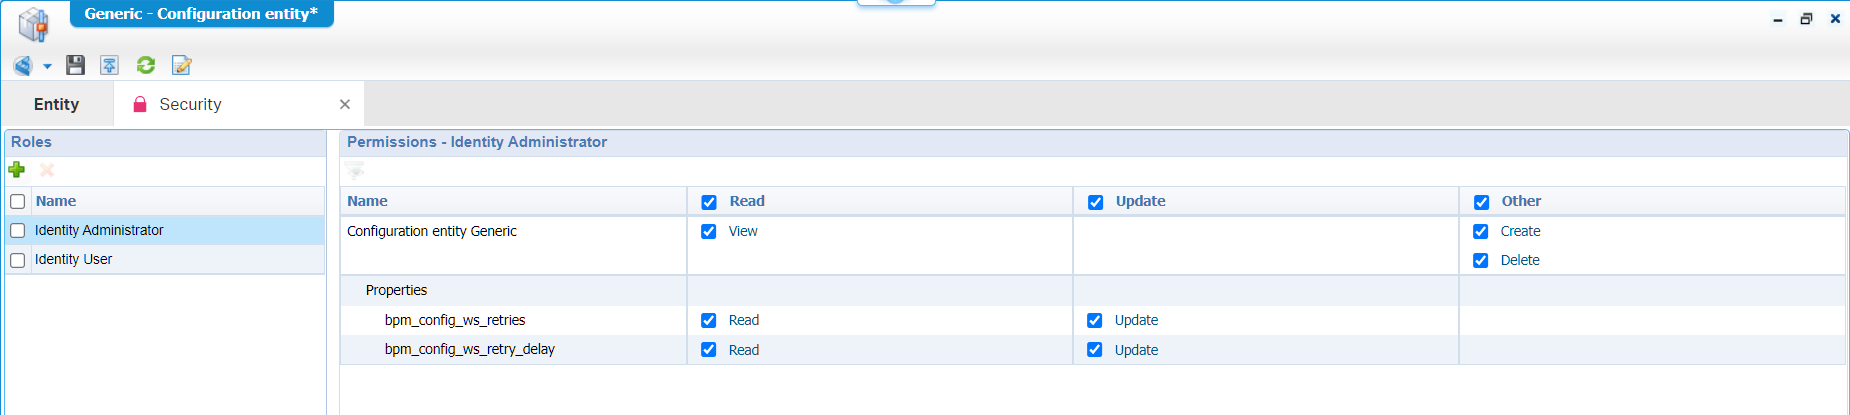 Generic - Configuration entity*
Entity
Security
Roles
Permissions - Identity Administrator
Name
Identity Administrator
Identity User
Name Read Update Other
Configuration entity Generic View Create
Delete
Properties
bpm_config_ws_retries Read Update
bpm_config_ws_retry_delay Read Update